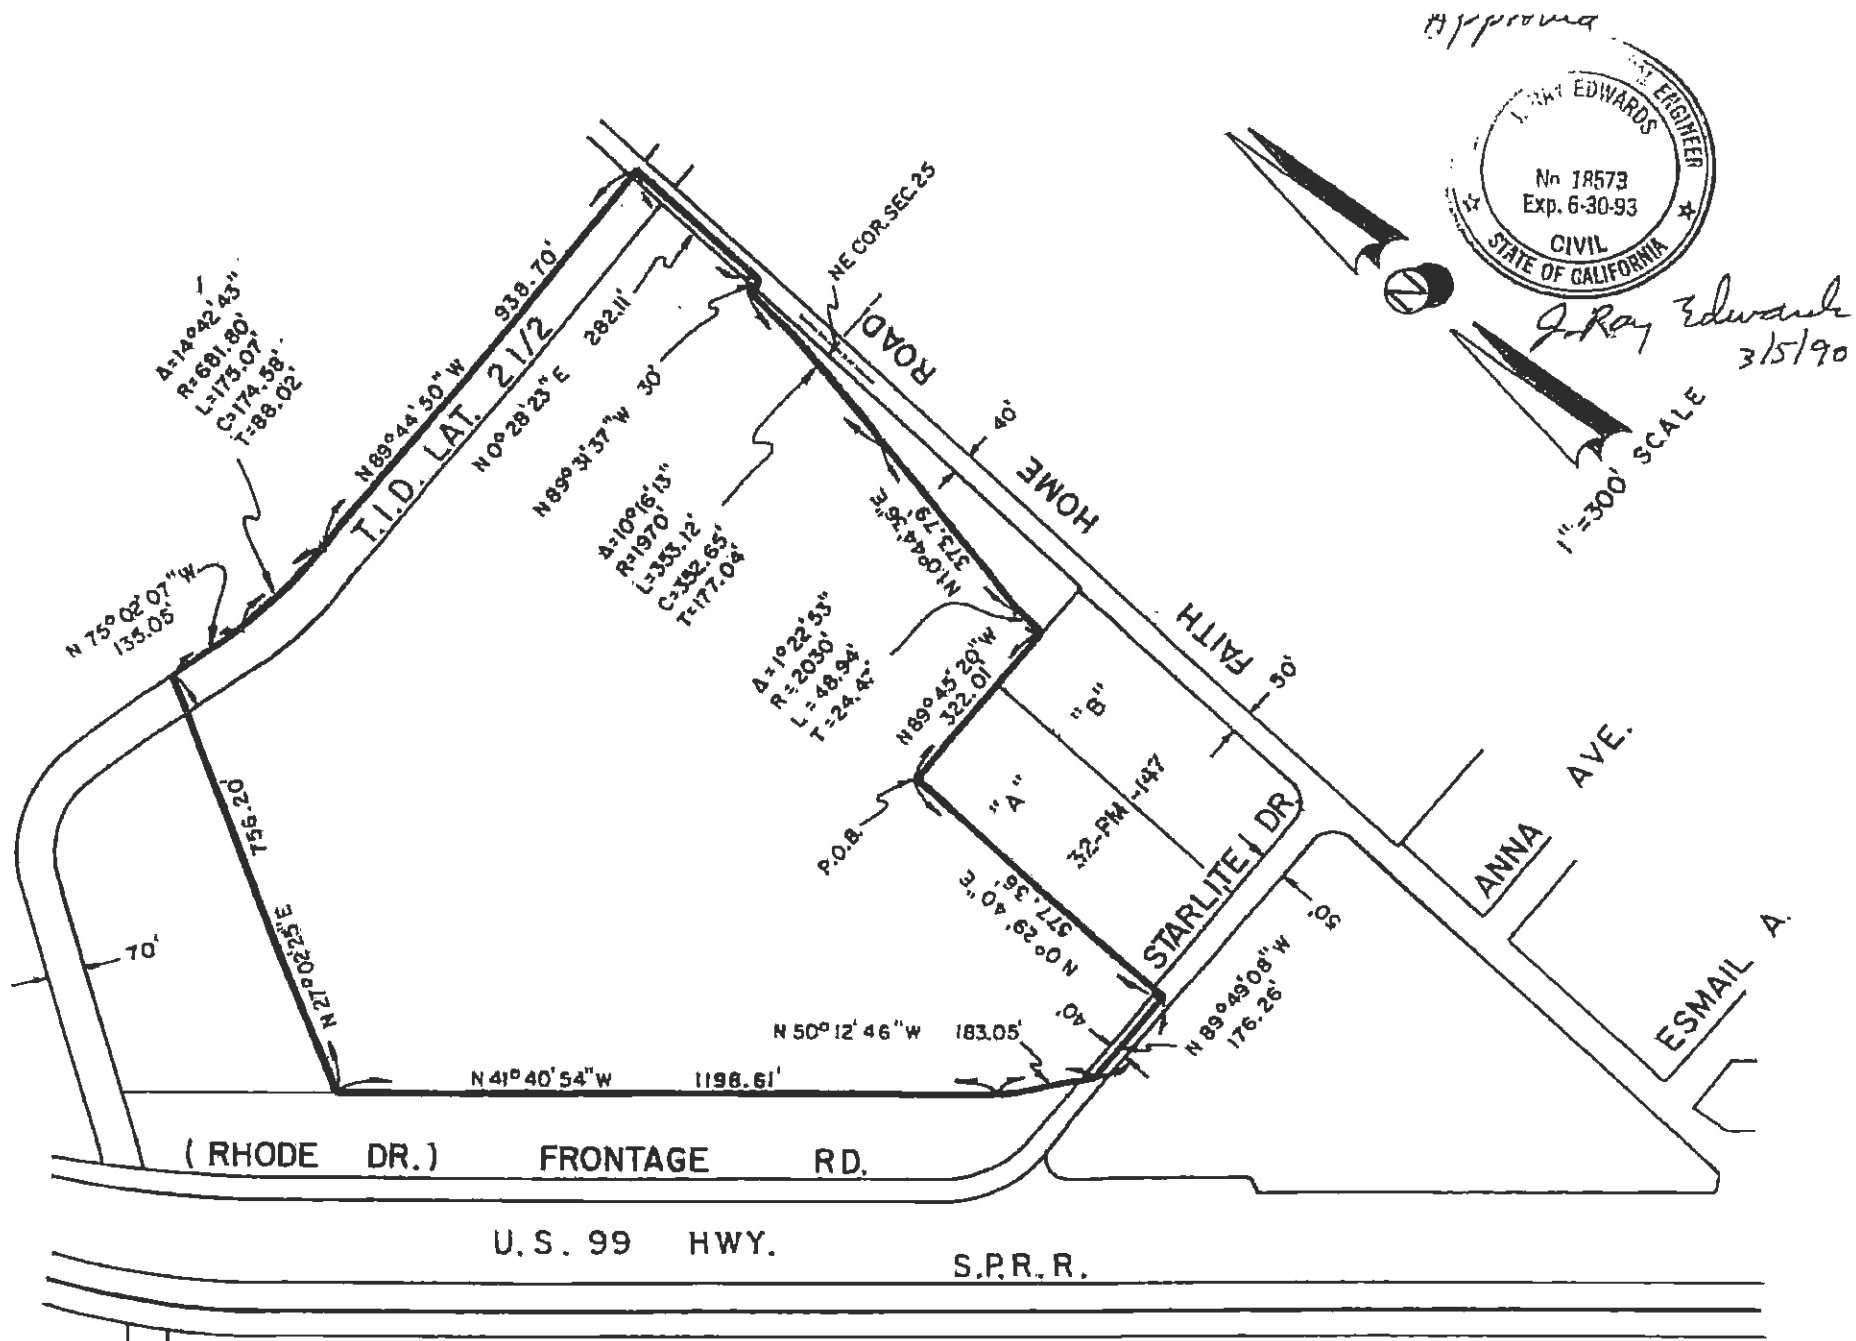 Approved
RAY EDWARDS
ENGINEER
No 18573
Exp. 6-30-93
CIVIL
STATE OF CALIFORNIA
J. Ray Edwards
3/5/90
N
1"=300' SCALE
NE COR. SEC. 25
938.70'
N 89° 44' 50" W
T.I.D. LAT. 2 1/2
Δ=14° 42' 43"
R=681.80'
L=175.07'
C=174.58'
T=88.02'
282.11'
N 0° 28' 23" E
N 89° 31' 37" W 30'
ROAD
40'
HOME
FAITH
50'
Δ=10° 16' 13"
R=1970'
L=353.12'
C=352.65'
T=177.04'
N 10° 44' 36" E
373.79'
N 75° 02' 07" W
135.05'
Δ=1° 22' 53"
R=2030'
L=48.94'
T=24.47'
N 89° 45' 20" W
322.01'
"B"
"A"
32-PM-147
P.O.B.
AVE.
ANNA
ESMAIL A.
STARLITE DR.
50'
756.20'
N 27° 02' 25" E
70'
N 0° 29' 40" E
577.36'
40'
N 89° 49' 08" W
176.26'
N 50° 12' 46" W 183.05'
N 41° 40' 54" W 1198.61'
(RHODE DR.) FRONTAGE RD.
U.S. 99 HWY.
S.P.R.R.